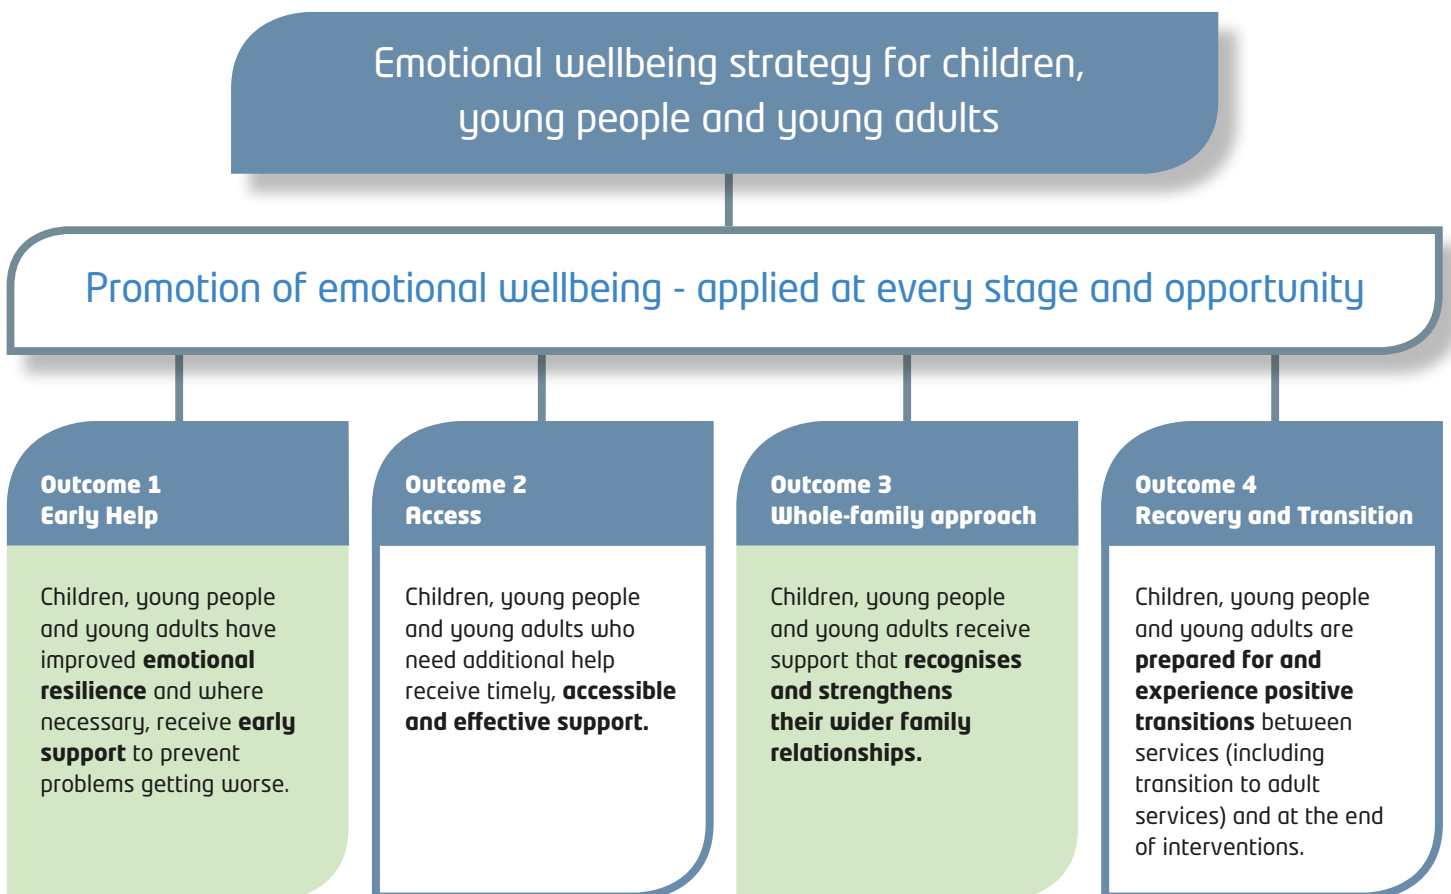 Emotional wellbeing strategy for children,
young people and young adults
Promotion of emotional wellbeing - applied at every stage and opportunity
Outcome 1
Early Help
Children, young people
and young adults have
improved emotional
resilience and where
necessary, receive early
support to prevent
problems getting worse.
Outcome 2
Access
Children, young people
and young adults who
need additional help
receive timely, accessible
and effective support.
Outcome 3
Whole-family approach
Children, young people
and young adults receive
support that recognises
and strengthens
their wider family
relationships.
Outcome 4
Recovery and Transition
Children, young people
and young adults are
prepared for and
experience positive
transitions between
services (including
transition to adult
services) and at the end
of interventions.